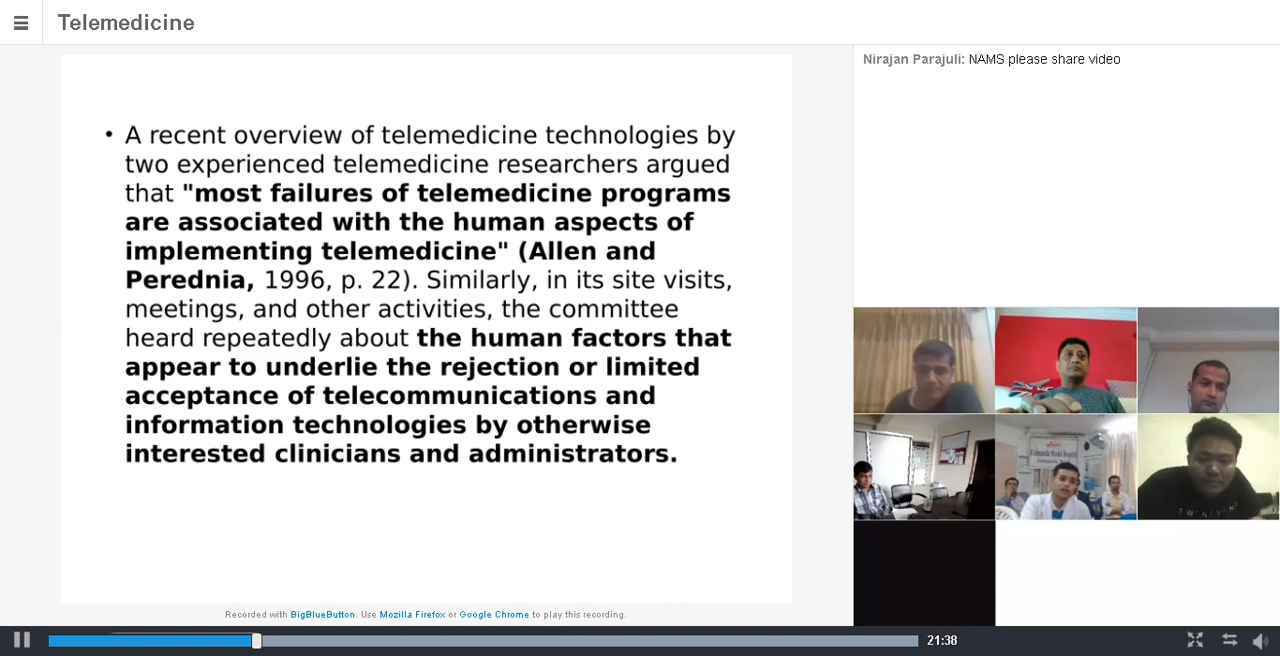 Telemedicine
• A recent overview of telemedicine technologies by
two experienced telemedicine researchers argued
that "most failures of telemedicine programs
are associated with the human aspects of
implementing telemedicine" (Allen and
Perednia, 1996, p. 22). Similarly, in its site visits,
meetings, and other activities, the committee
heard repeatedly about the human factors that
appear to underlie the rejection or limited
acceptance of telecommunications and
information technologies by otherwise
interested clinicians and administrators.
Recorded with BigBlueButton. Use Mozilla Firefox or Google Chrome to play this recording.
Nirajan Parajuli: NAMS please share video
Model Hospital
21:38